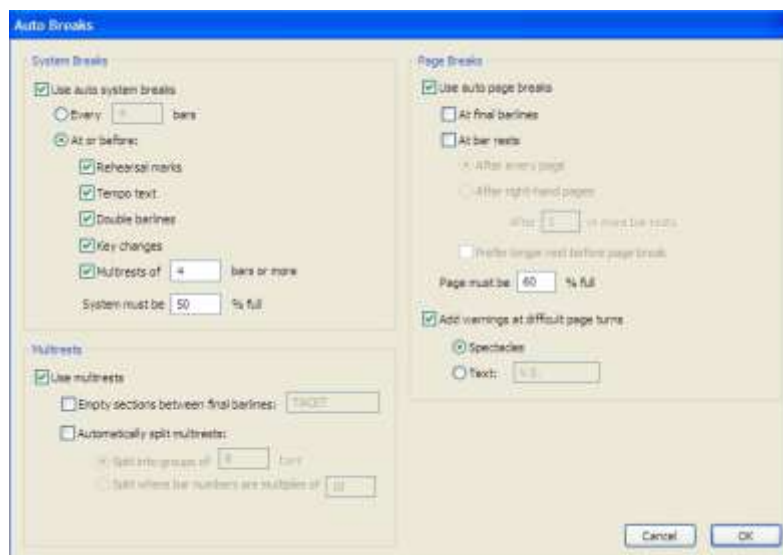 Auto Breaks
System Breaks
Use auto system breaks
Every bars
At or before:
Rehearsal marks
Tempo text
Double barlines
Key changes
Multirests of 4 bars or more
System must be 50 % full
Multirests
Use multirests
Empty sections between final barlines: TACET
Automatically split multirests:
Split into groups of 8 bars
Split where bar numbers are multiples of 10
Page Breaks
Use auto page breaks
At final barlines
At bar rests
After every page
After right-hand pages
After or more bar rests
Prefer longer rest before page break
Page must be 60 % full
Add warnings at difficult page turns
Spectacles
Text: V.S.
Cancel OK